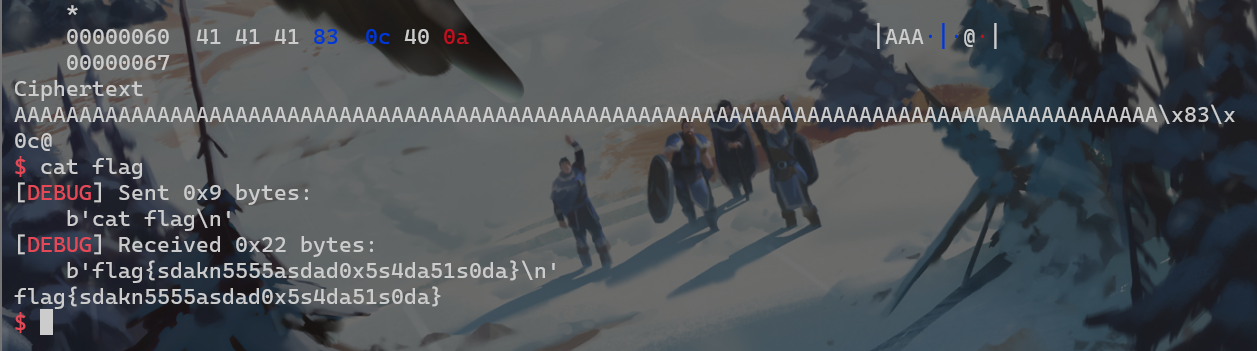 *
00000060  41 41 41 83  0c 40 0a                              │AAA·│·@·│
00000067
Ciphertext
AAAAAAAAAAAAAAAAAAAAAAAAAAAAAAAAAAAAAAAAAAAAAAAAAAAAAAAAAAAAAAAAAAAAAAAAAAAAAAAAAAAAAAAA\x83\x
0c@
$ cat flag
[DEBUG] Sent 0x9 bytes:
b'cat flag\n'
[DEBUG] Received 0x22 bytes:
b'flag{sdakn5555asdad0x5s4da51s0da}\n'
flag{sdakn5555asdad0x5s4da51s0da}
$